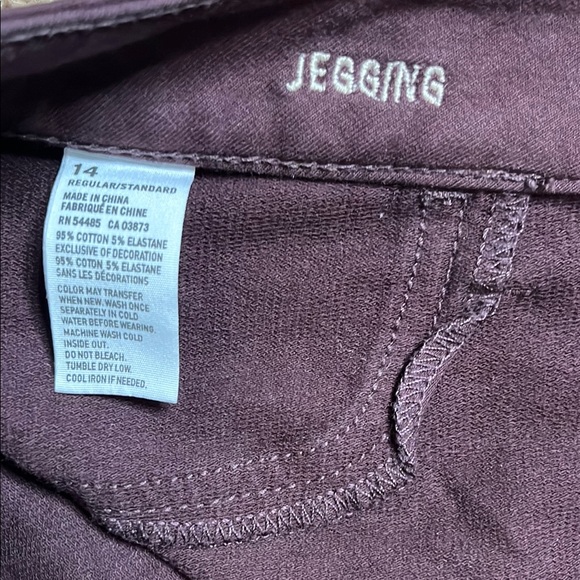 JEGGING
14
REGULAR/STANDARD
MADE IN CHINA
FABRIQUÉ EN CHINE
RN 54485 CA 03873
95% COTTON 5% ELASTANE
EXCLUSIVE OF DECORATION
95% COTON 5% ELASTANE
SANS LES DÉCORATIONS
COLOR MAY TRANSFER
WHEN NEW. WASH ONCE
SEPARATELY IN COLD
WATER BEFORE WEARING.
MACHINE WASH COLD
INSIDE OUT.
DO NOT BLEACH.
TUMBLE DRY LOW.
COOL IRON IF NEEDED.